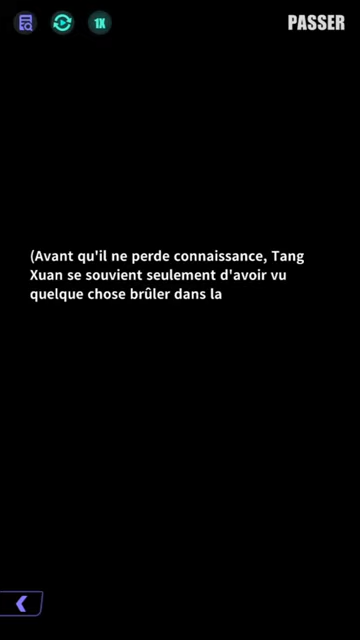 1X
PASSER
(Avant qu'il ne perde connaissance, Tang
Xuan se souvient seulement d'avoir vu
quelque chose brûler dans la